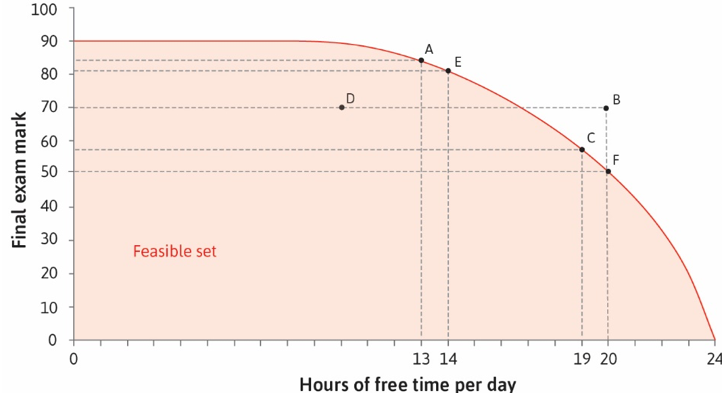 Final exam mark
100
90
80
70
60
50
40
30
20
10
0
A
E
D
B
C
F
Feasible set
0 13 14 19 20 24
Hours of free time per day